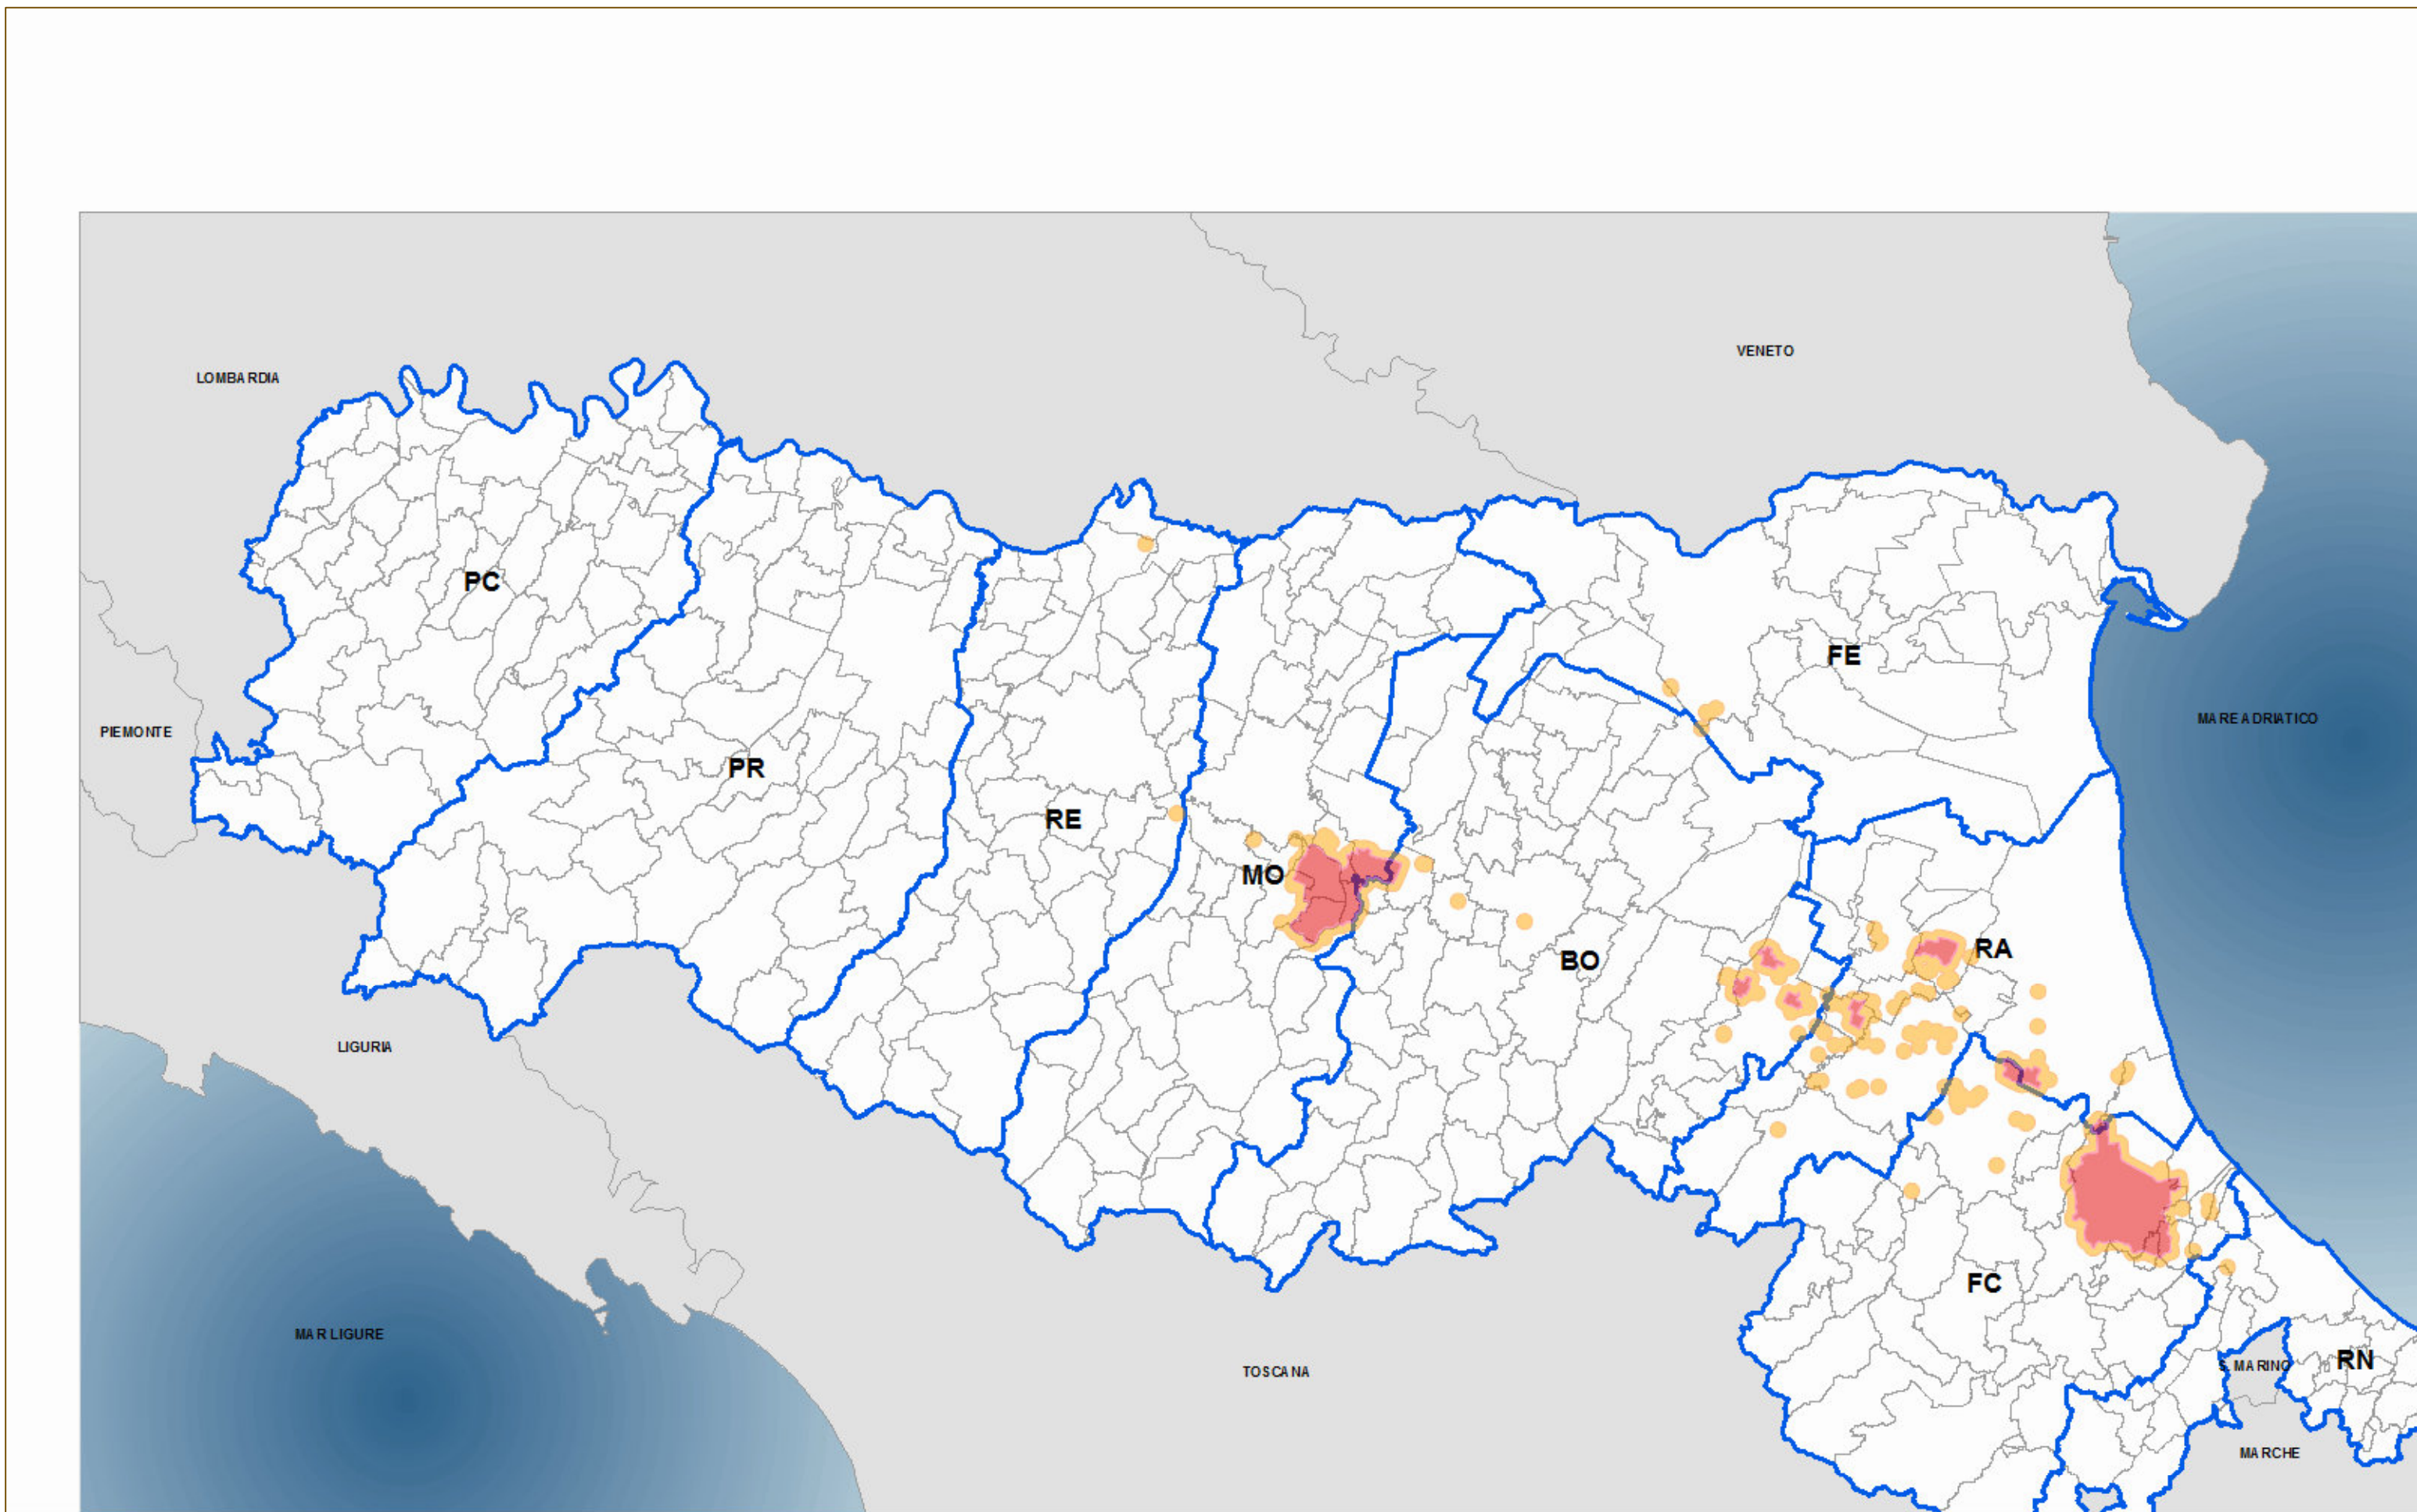 VENETO
LOMBARDIA
PC
FE
PIEMONTE
MARE ADRIATICO
PR
RE
MO
RA
BO
LIGURIA
FC
MAR LIGURE
S. MARINO
RN
TOSCANA
MARCHE